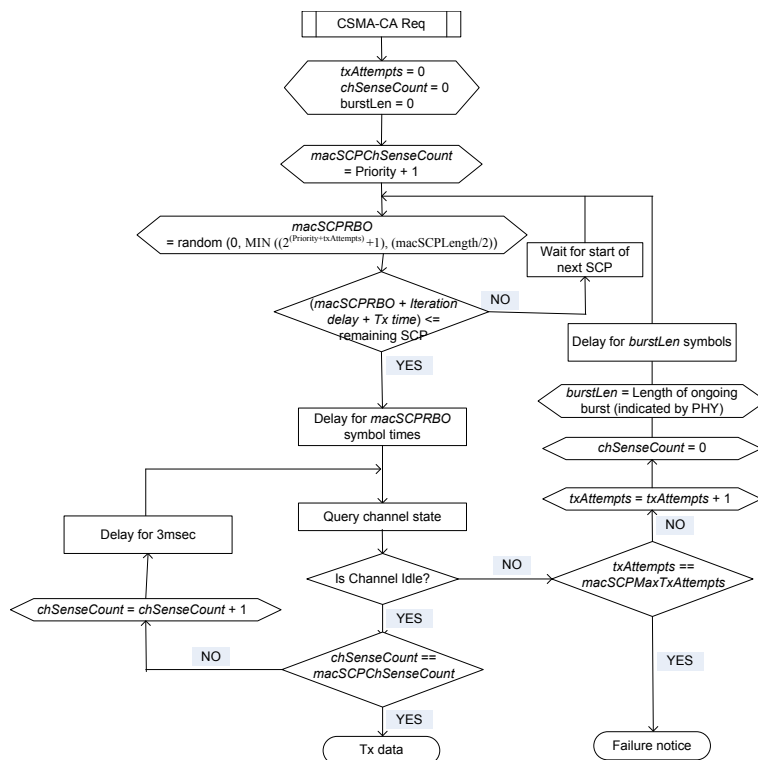 CSMA-CA Req
txAttempts = 0
chSenseCount = 0
burstLen = 0
macSCPChSenseCount
= Priority + 1
macSCPRBO
= random (0, MIN ((2^(Priority+txAttempts)+1), (macSCPLength/2))
Wait for start of
next SCP
(macSCPRBO + Iteration
delay + Tx time) <=
remaining SCP
NO
YES
Delay for burstLen symbols
burstLen = Length of ongoing
burst (indicated by PHY)
Delay for macSCPRBO
symbol times
chSenseCount = 0
txAttempts = txAttempts + 1
Query channel state
Delay for 3msec
NO
Is Channel Idle?
NO
txAttempts ==
macSCPMaxTxAttempts
chSenseCount = chSenseCount + 1
YES
NO
chSenseCount ==
macSCPChSenseCount
YES
YES
Tx data
Failure notice